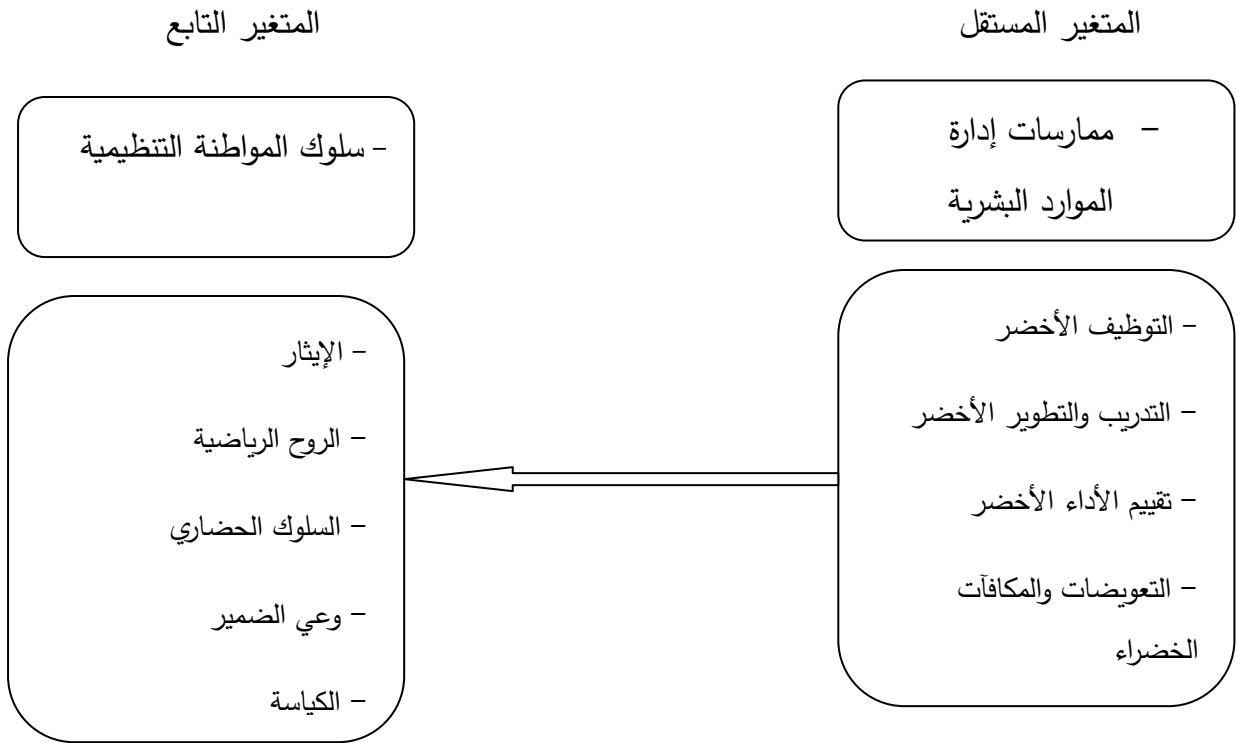 المتغير المستقل
المتغير التابع
- ممارسات إدارة
الموارد البشرية
- سلوك المواطنة التنظيمية
- التوظيف الأخضر
- التدريب والتطوير الأخضر
- تقييم الأداء الأخضر
- التعويضات والمكافآت
الخضراء
- الإيثار
- الروح الرياضية
- السلوك الحضاري
- وعي الضمير
- الكياسة